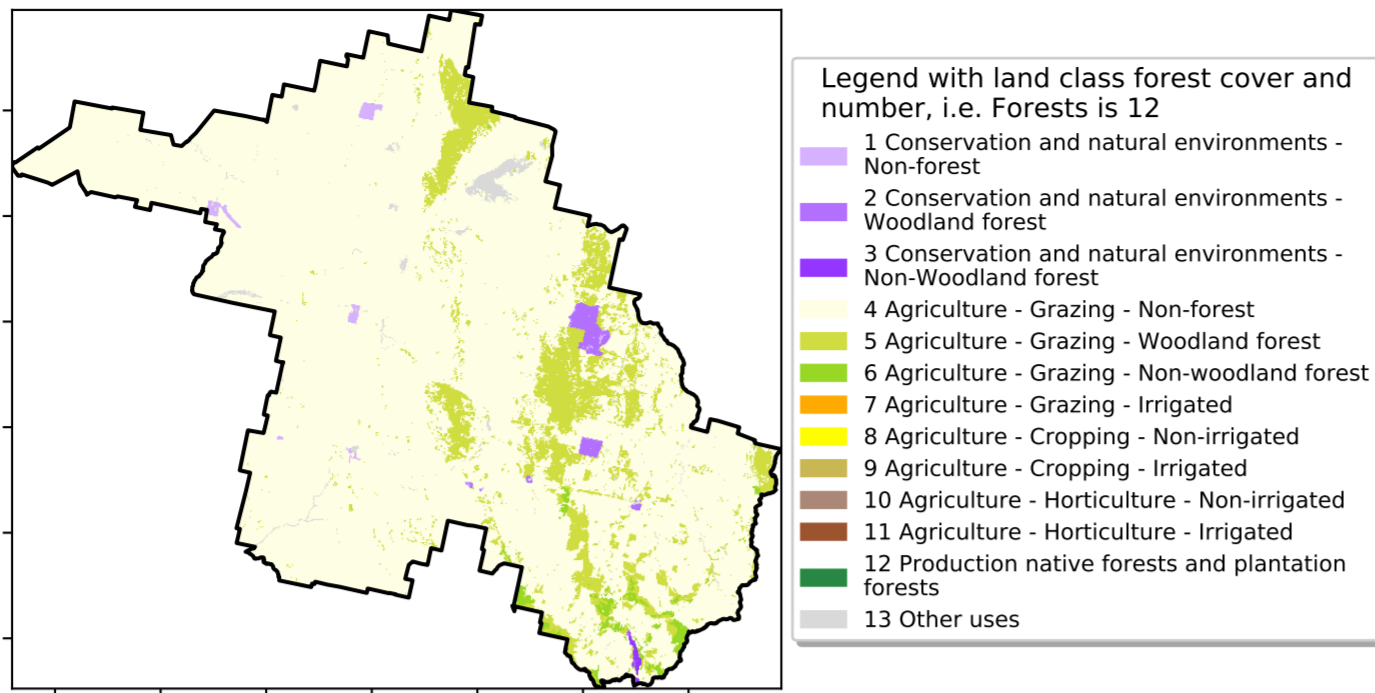 Legend with land class forest cover and
number, i.e. Forests is 12
1 Conservation and natural environments -
Non-forest
2 Conservation and natural environments -
Woodland forest
3 Conservation and natural environments -
Non-Woodland forest
4 Agriculture - Grazing - Non-forest
5 Agriculture - Grazing - Woodland forest
6 Agriculture - Grazing - Non-woodland forest
7 Agriculture - Grazing - Irrigated
8 Agriculture - Cropping - Non-irrigated
9 Agriculture - Cropping - Irrigated
10 Agriculture - Horticulture - Non-irrigated
11 Agriculture - Horticulture - Irrigated
12 Production native forests and plantation
forests
13 Other uses